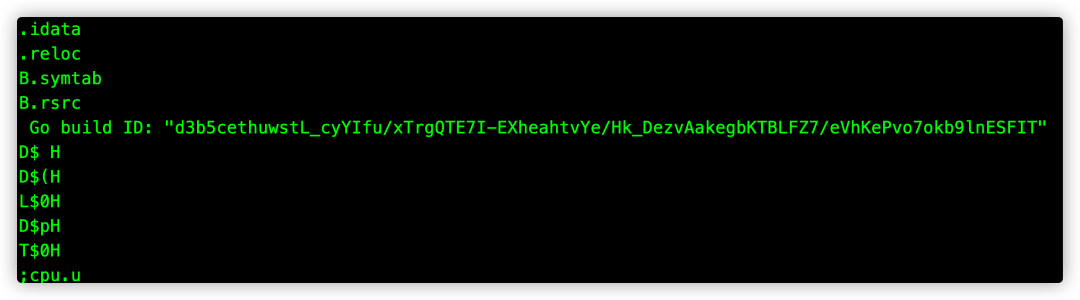 .idata
.reloc
B.symtab
B.rsrc
Go build ID: "d3b5cethuwstL_cyYIfu/xTrgQTE7I-EXheahtvYe/Hk_DezvAakegbKTBLFZ7/eVhKePvo7okb9lnESFIT"
D$ H
D$(H
L$0H
D$pH
T$0H
;cpu.u